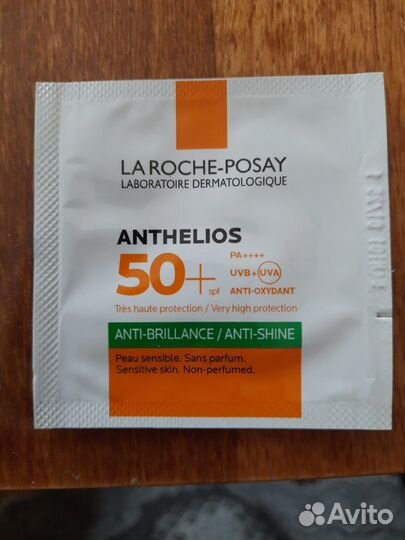 LA ROCHE-POSAY
LABORATOIRE DERMATOLOGIQUE
ANTHELIOS
50+ spf
PA++++
UVB+UVA
ANTI-OXYDANT
Très haute protection / Very high protection
ANTI-BRILLANCE / ANTI-SHINE
Peau sensible. Sans parfum.
Sensitive skin. Non-perfumed.
Avito